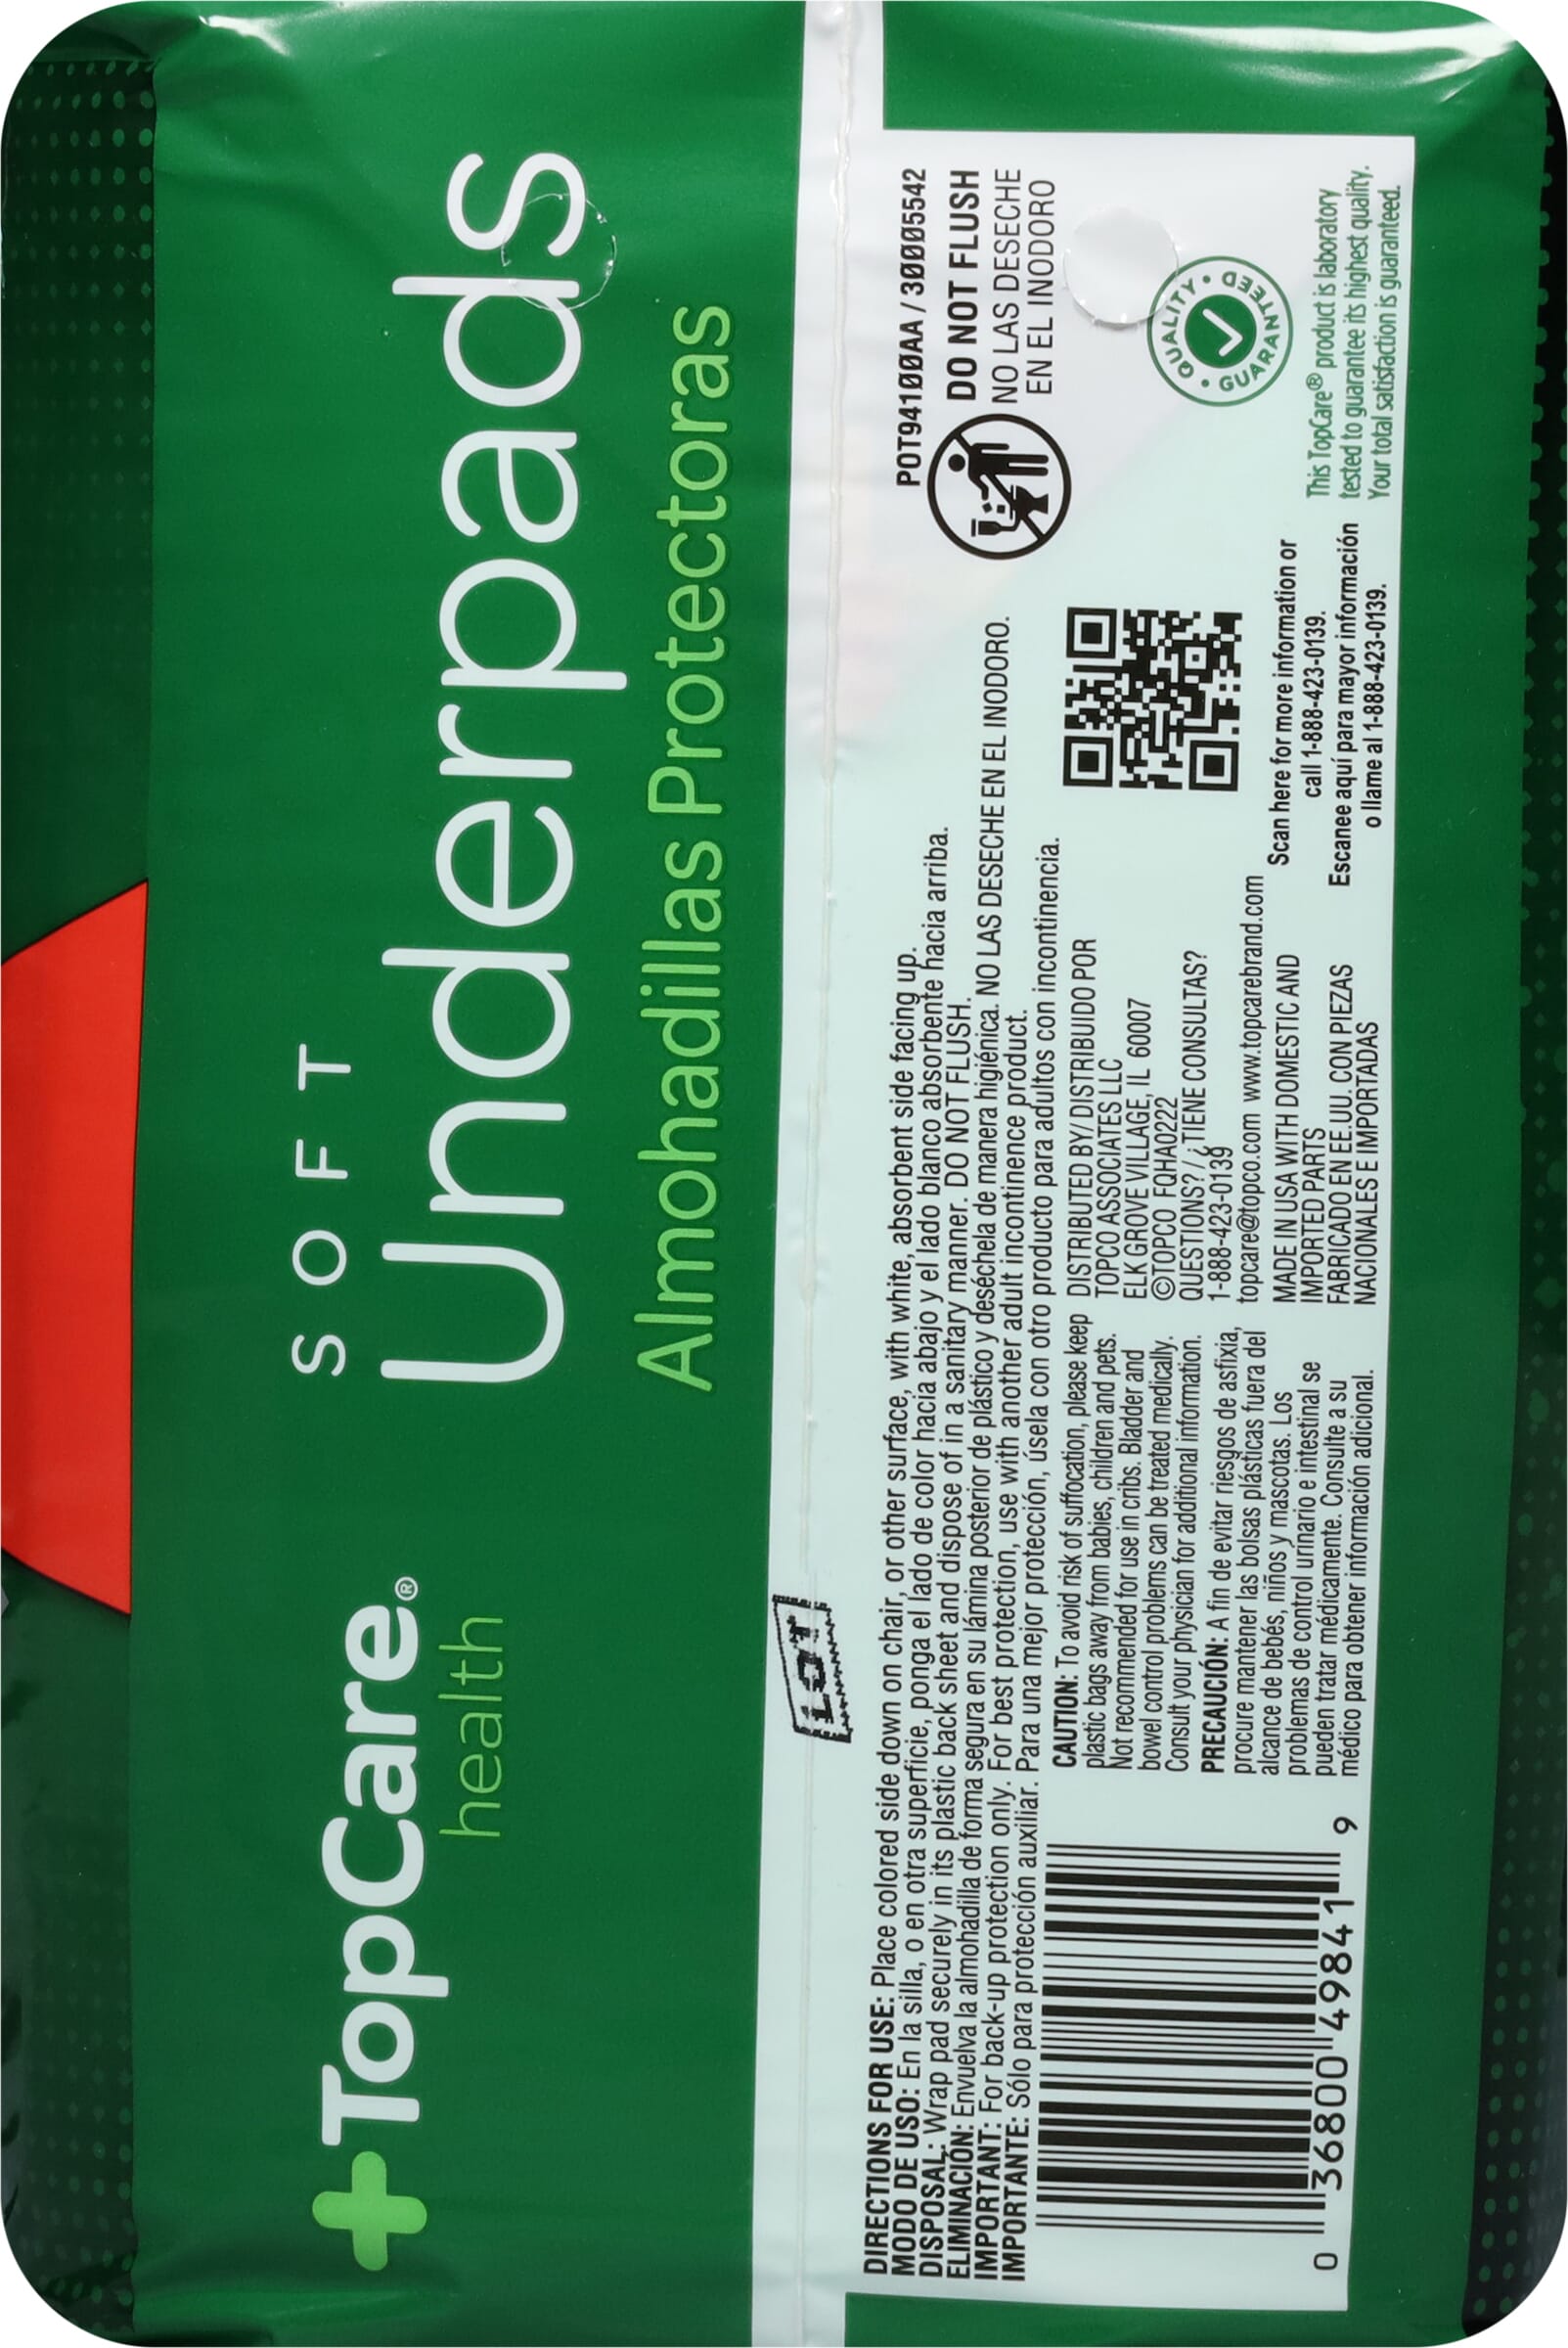 +TopCare®
health
SOFT
Underpads
Almohadillas Protectoras
LOT
DIRECTIONS FOR USE: Place colored side down on chair, or other surface, with white, absorbent side facing up.
MODO DE USO: En la silla, o en otra superficie, ponga el lado de color hacia abajo y el lado blanco absorbente hacia arriba.
DISPOSAL: Wrap pad securely in its plastic back sheet and dispose of in a sanitary manner. DO NOT FLUSH.
ELIMINACIÓN: Envuelva la almohadilla de forma segura en su lámina posterior de plástico y deséchela de manera higiénica. NO LAS DESECHE EN EL INODORO.
IMPORTANT: For back-up protection only. For best protection, use with another adult incontinence product.
IMPORTANTE: Sólo para protección auxiliar. Para una mejor protección, úsela con otro producto para adultos con incontinencia.
0 36800 49841 9
CAUTION: To avoid risk of suffocation, please keep
plastic bags away from babies, children and pets.
Not recommended for use in cribs. Bladder and
bowel control problems can be treated medically.
Consult your physician for additional information.
PRECAUCIÓN: A fin de evitar riesgos de asfixia,
procure mantener las bolsas plásticas fuera del
alcance de bebés, niños y mascotas. Los
problemas de control urinario e intestinal se
pueden tratar médicamente. Consulte a su
médico para obtener información adicional.
DISTRIBUTED BY/ DISTRIBUIDO POR
TOPCO ASSOCIATES LLC
ELK GROVE VILLAGE, IL 60007
©TOPCO FQHA0222
QUESTIONS? / ¿TIENE CONSULTAS?
1-888-423-0139
topcare@topco.com www.topcarebrand.com
MADE IN USA WITH DOMESTIC AND
IMPORTED PARTS
FABRICADO EN EE.UU. CON PIEZAS
NACIONALES E IMPORTADAS
Scan here for more information or
call 1-888-423-0139.
Escanee aquí para mayor información
o llame al 1-888-423-0139.
POT94100AA / 30005542
DO NOT FLUSH
NO LAS DESECHE
EN EL INODORO
QUALITY • GUARANTEED •
This TopCare® product is laboratory
tested to guarantee its highest quality.
Your total satisfaction is guaranteed.